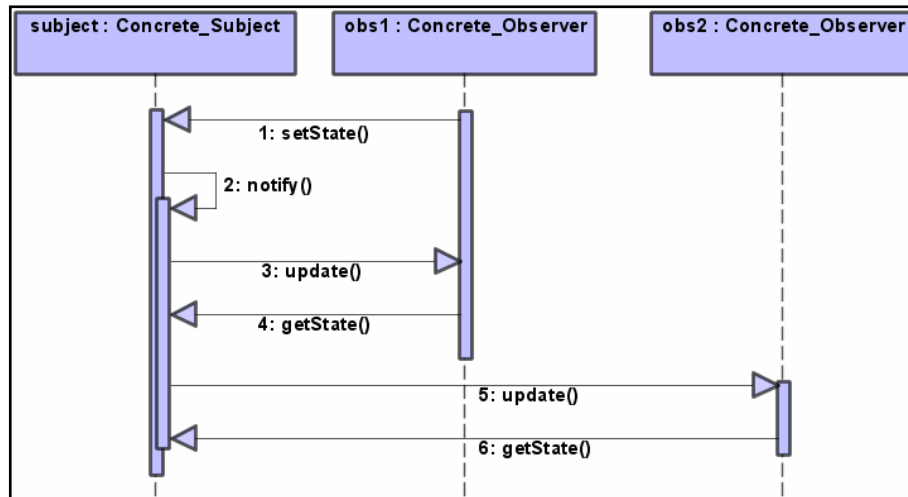 subject : Concrete_Subject
obs1 : Concrete_Observer
obs2 : Concrete_Observer
1: setState()
2: notify()
3: update()
4: getState()
5: update()
6: getState()